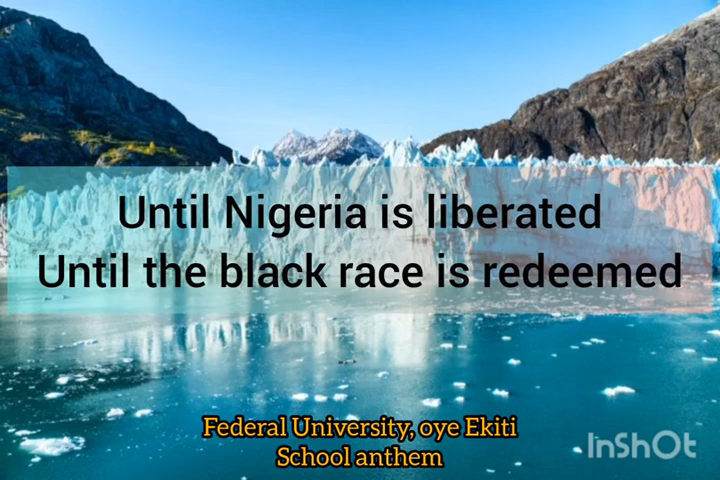 Until Nigeria is liberated
Until the black race is redeemed
Federal University, oye Ekiti
School anthem
InShOt